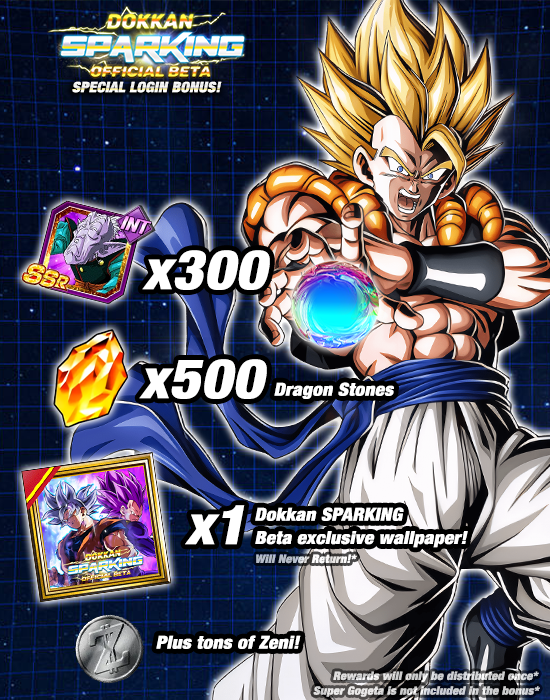 DOKKAN
SPARKING
OFFICIAL BETA
SPECIAL LOGIN BONUS!
INT
SSR
x300
x500 Dragon Stones
DOKKAN
SPARKING
OFFICIAL BETA
x1 Dokkan SPARKING
Beta exclusive wallpaper!
Will Never Return!*
Z
Plus tons of Zeni!
Rewards will only be distributed once*
Super Gogeta is not included in the bonus*